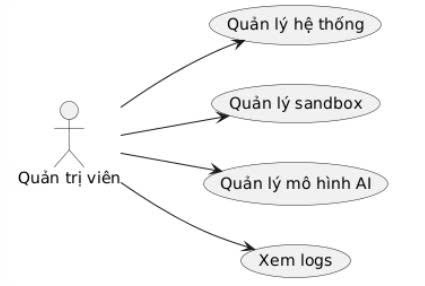 Quản lý hệ thống
Quản lý sandbox
Quản trị viên
Quản lý mô hình AI
Xem logs